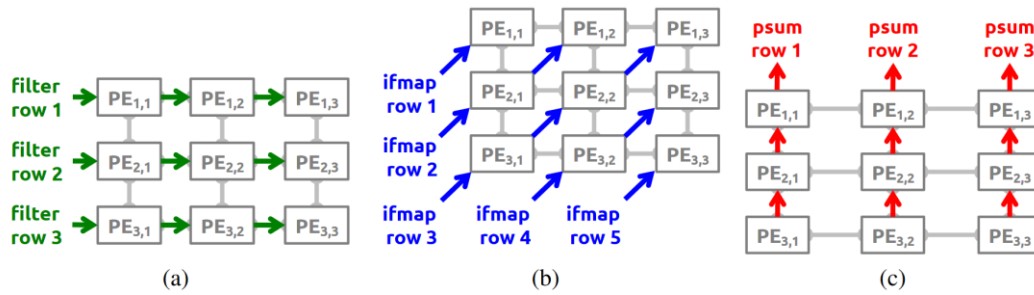 filter
row 1
PE1,1
PE1,2
PE1,3
filter
row 2
PE2,1
PE2,2
PE2,3
filter
row 3
PE3,1
PE3,2
PE3,3
(a)
PE1,1
PE1,2
PE1,3
ifmap
row 1
PE2,1
PE2,2
PE2,3
ifmap
row 2
PE3,1
PE3,2
PE3,3
ifmap
row 3
ifmap
row 4
ifmap
row 5
(b)
psum
row 1
psum
row 2
psum
row 3
PE1,1
PE1,2
PE1,3
PE2,1
PE2,2
PE2,3
PE3,1
PE3,2
PE3,3
(c)